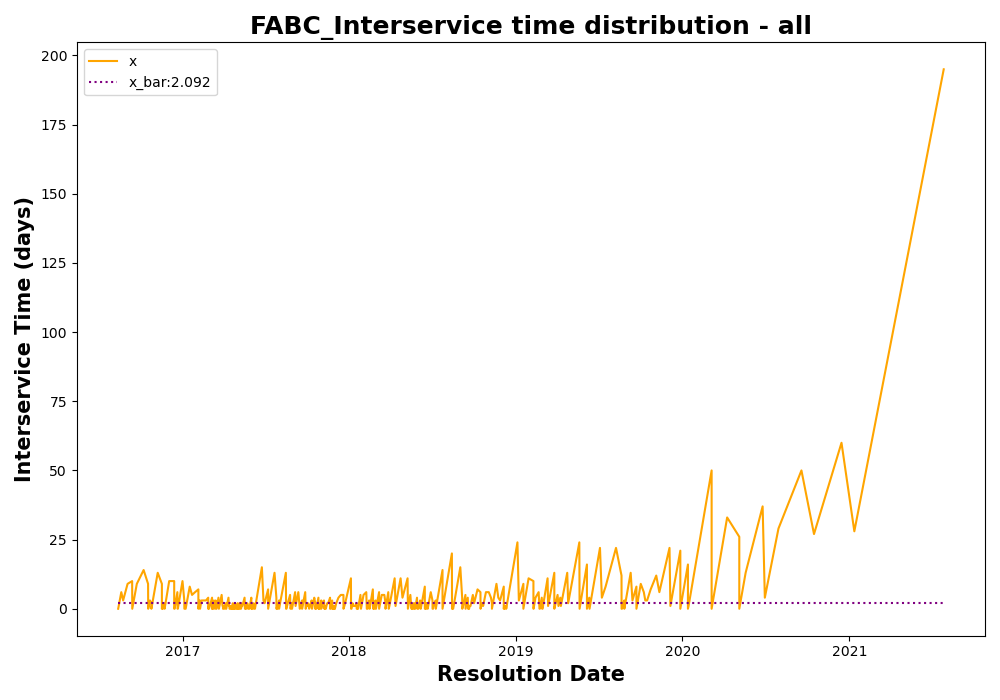 FABC_Interservice time distribution - all
x
x_bar:2.092
Interservice Time (days)
200
175
150
125
100
75
50
25
0
2017
2018
2019
2020
2021
Resolution Date